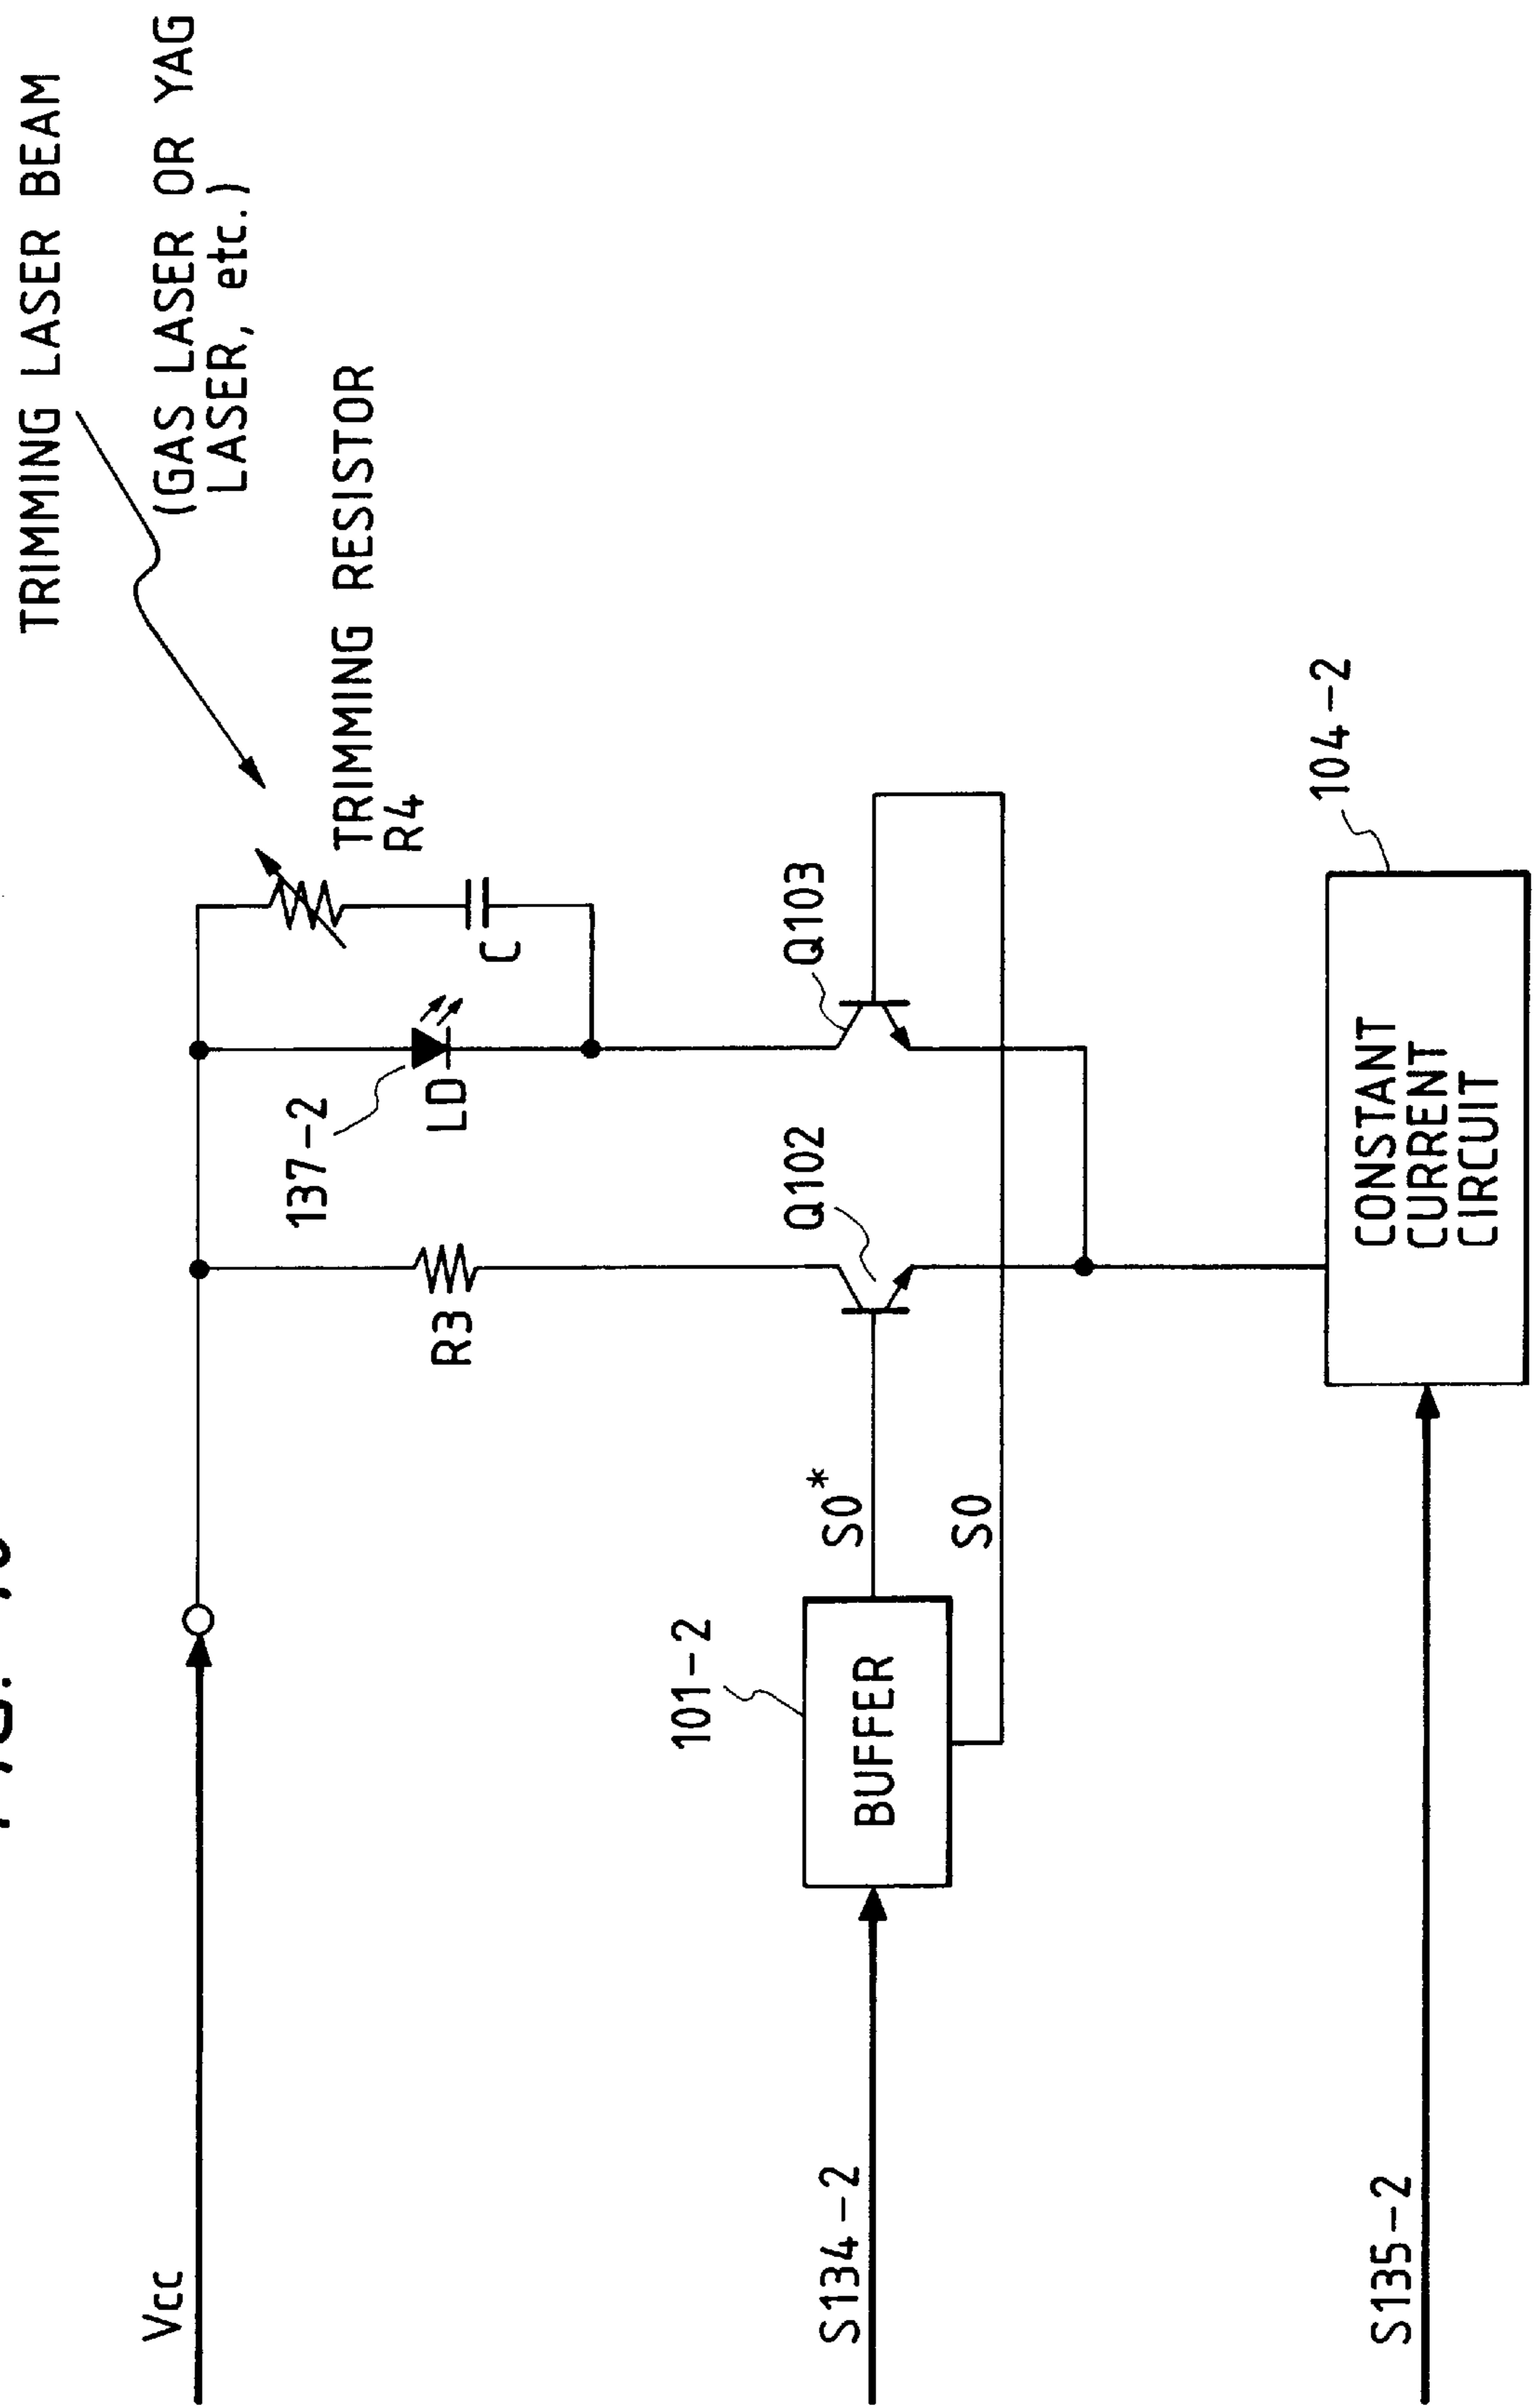 TRIMMING LASER BEAM
(GAS LASER OR YAG
LASER, etc.)
TRIMMING RESISTOR
R4
Vcc
137-2
LD
C
R3
Q102
Q103
101-2
BUFFER
S0*
S0
S134-2
104-2
CONSTANT
CURRENT
CIRCUIT
S135-2